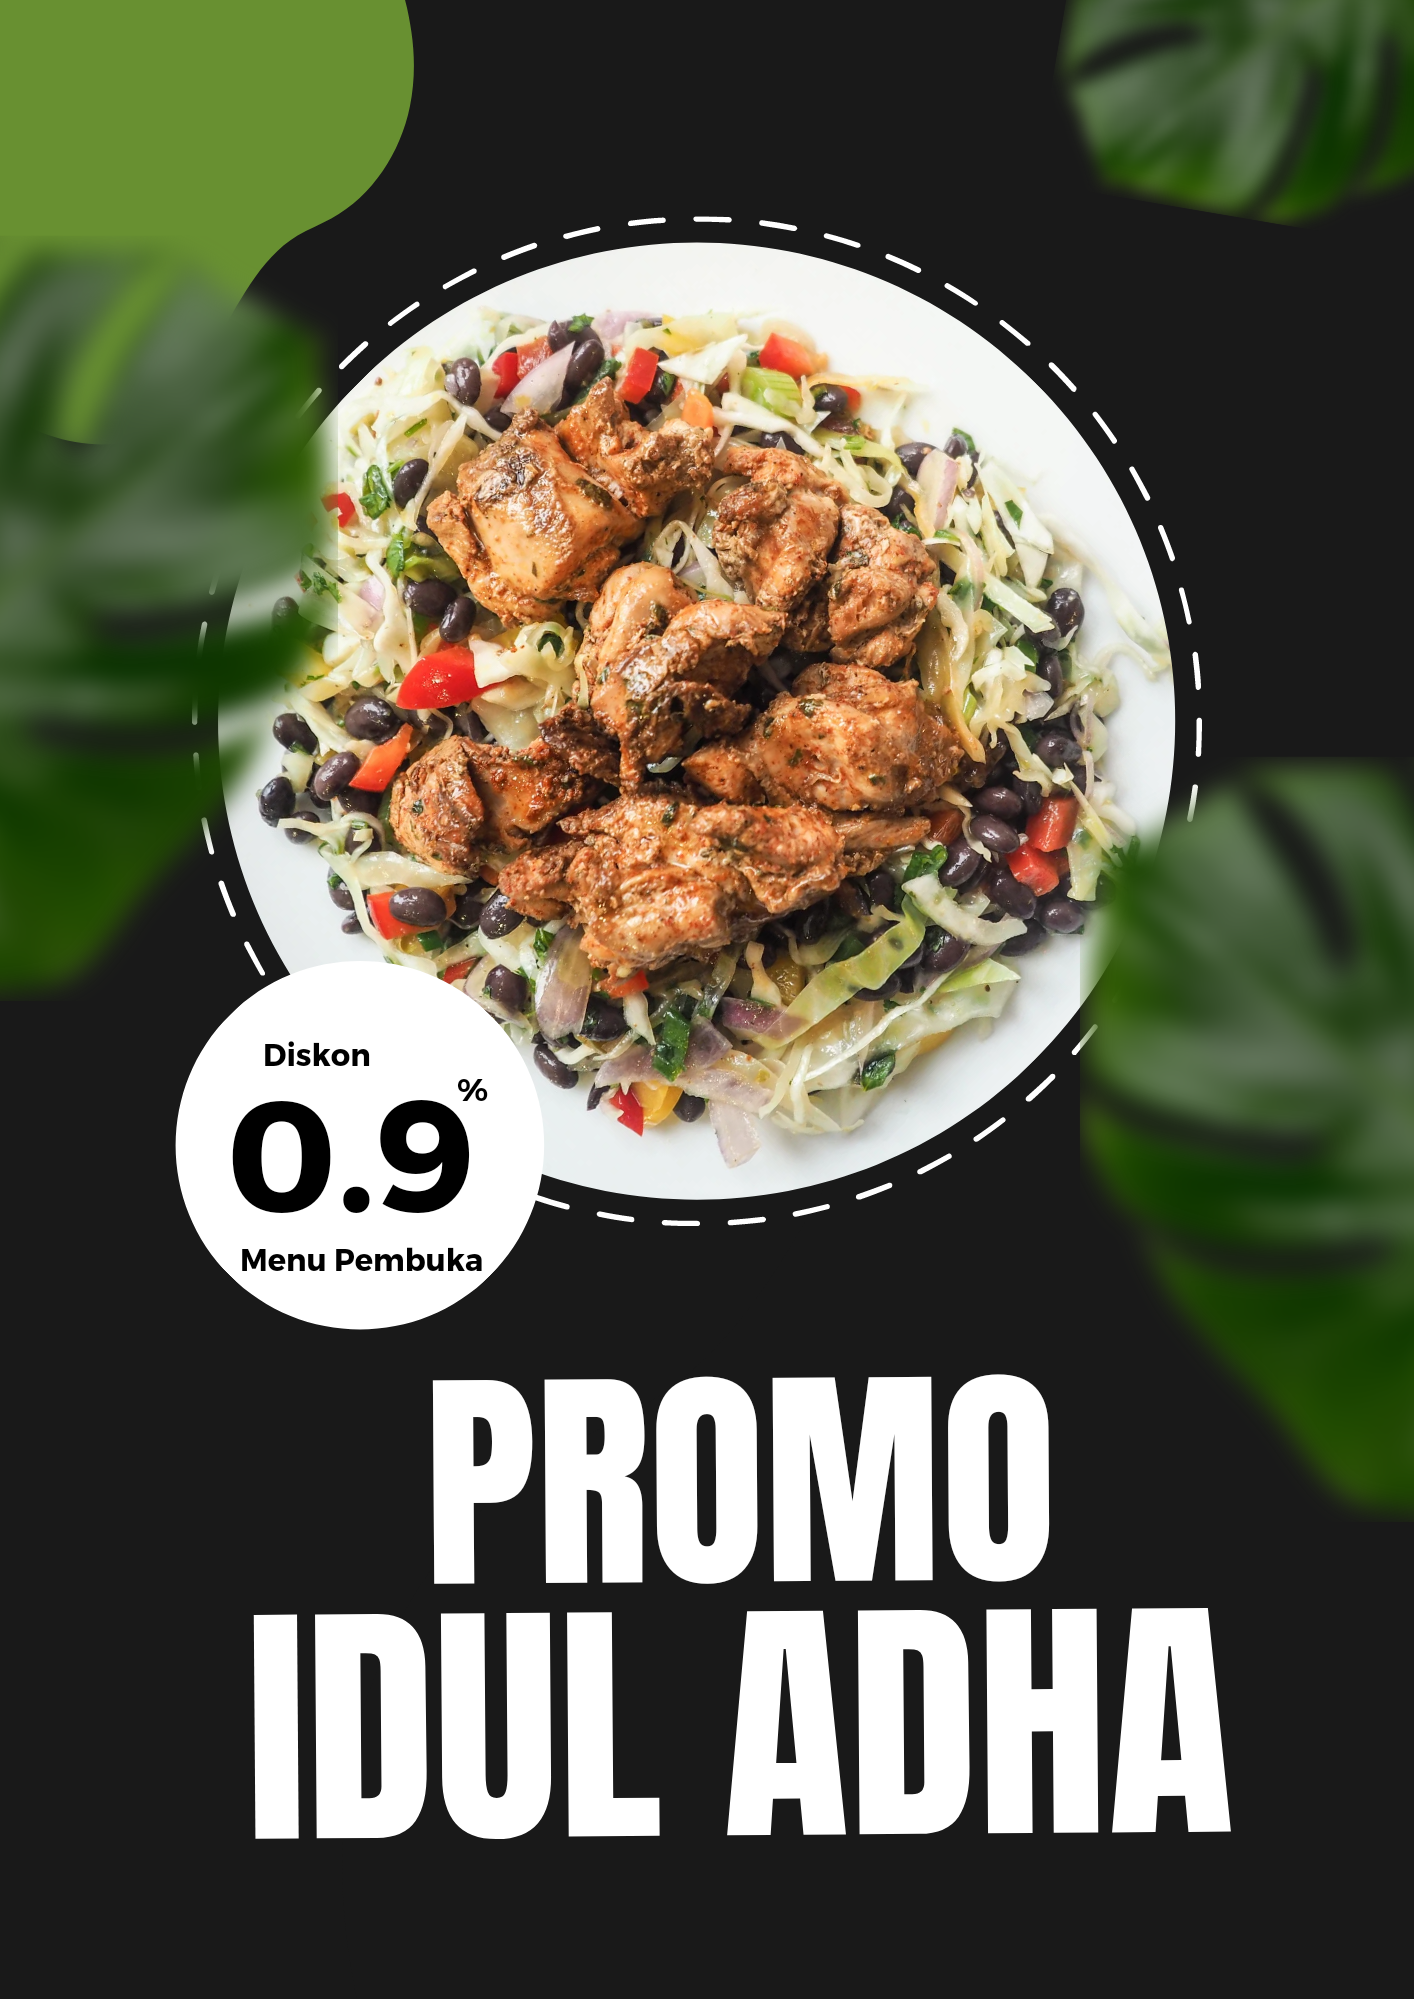 Diskon
0.9%
Menu Pembuka
PROMO
IDUL ADHA